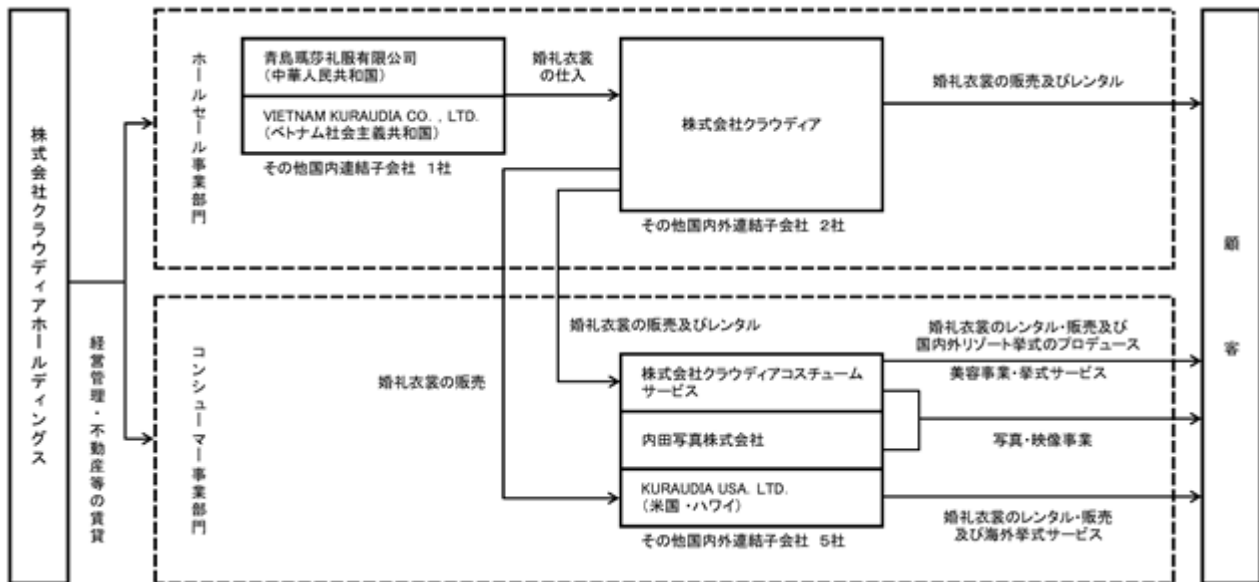 株式会社クラウディアホールディングス
経営管理・不動産等の賃貸
ホールセール事業部門
青島瑪莎礼服有限公司
(中華人民共和国)
VIETNAM KURAUDIA CO. , LTD.
(ベトナム社会主義共和国)
その他国内連結子会社 1社
婚礼衣裳
の仕入
株式会社クラウディア
その他国内外連結子会社 2社
婚礼衣裳の販売及びレンタル
コンシューマー事業部門
婚礼衣裳の販売
婚礼衣裳の販売及びレンタル
株式会社クラウディアコスチューム
サービス
内田写真株式会社
KURAUDIA USA. LTD.
(米国・ハワイ)
その他国内外連結子会社 5社
婚礼衣裳のレンタル・販売及び
国内外リゾート挙式のプロデュース
美容事業・挙式サービス
写真・映像事業
婚礼衣裳のレンタル・販売
及び海外挙式サービス
顧客